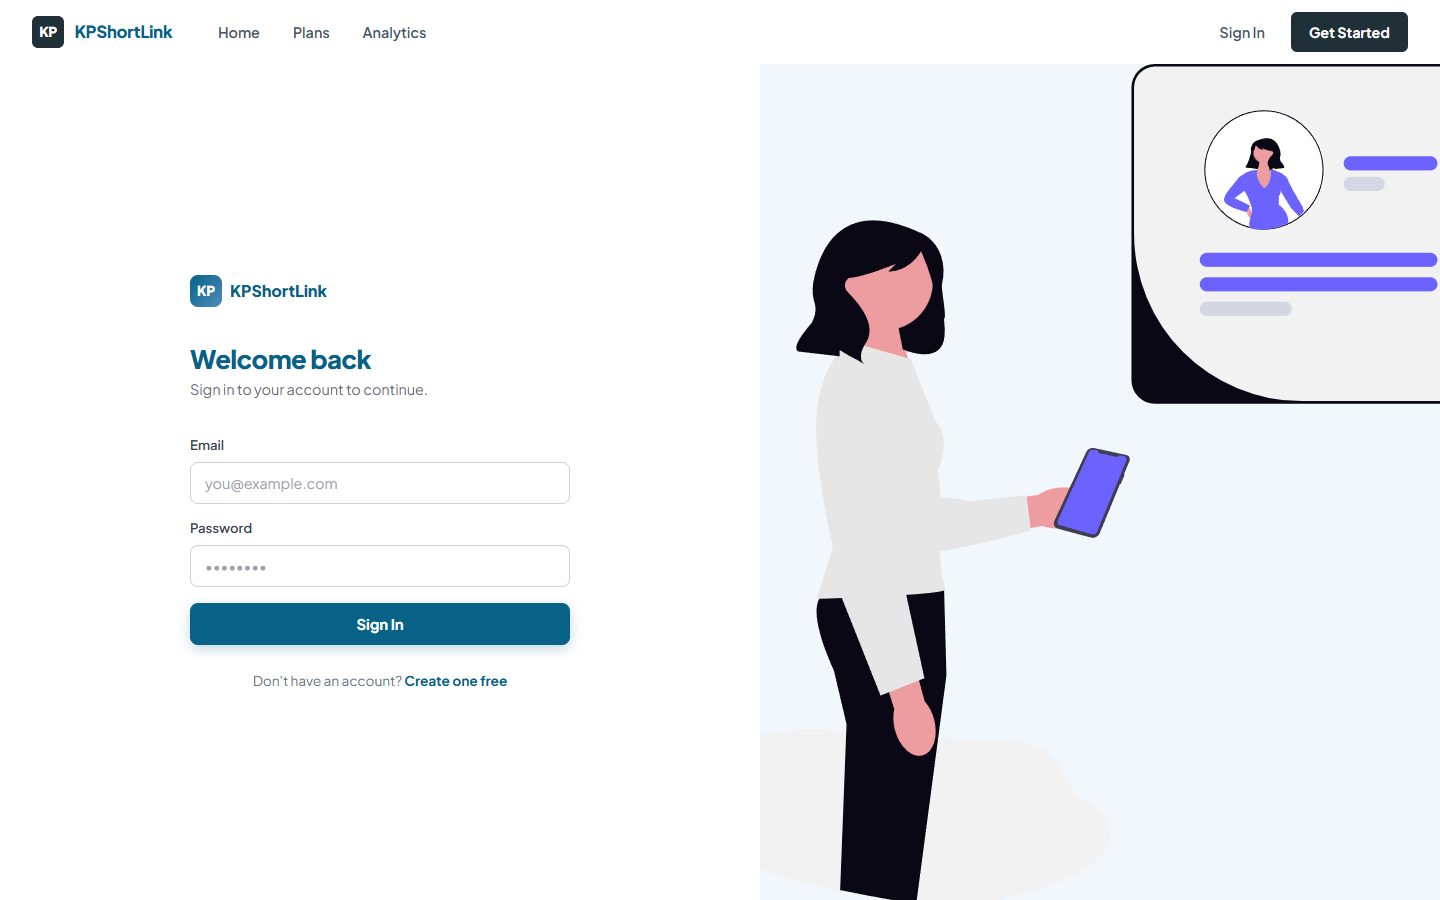 KP KPShortLink Home Plans Analytics Sign In Get Started
KP KPShortLink
Welcome back
Sign in to your account to continue.
Email
you@example.com
Password
••••••••
Sign In
Don't have an account? Create one free